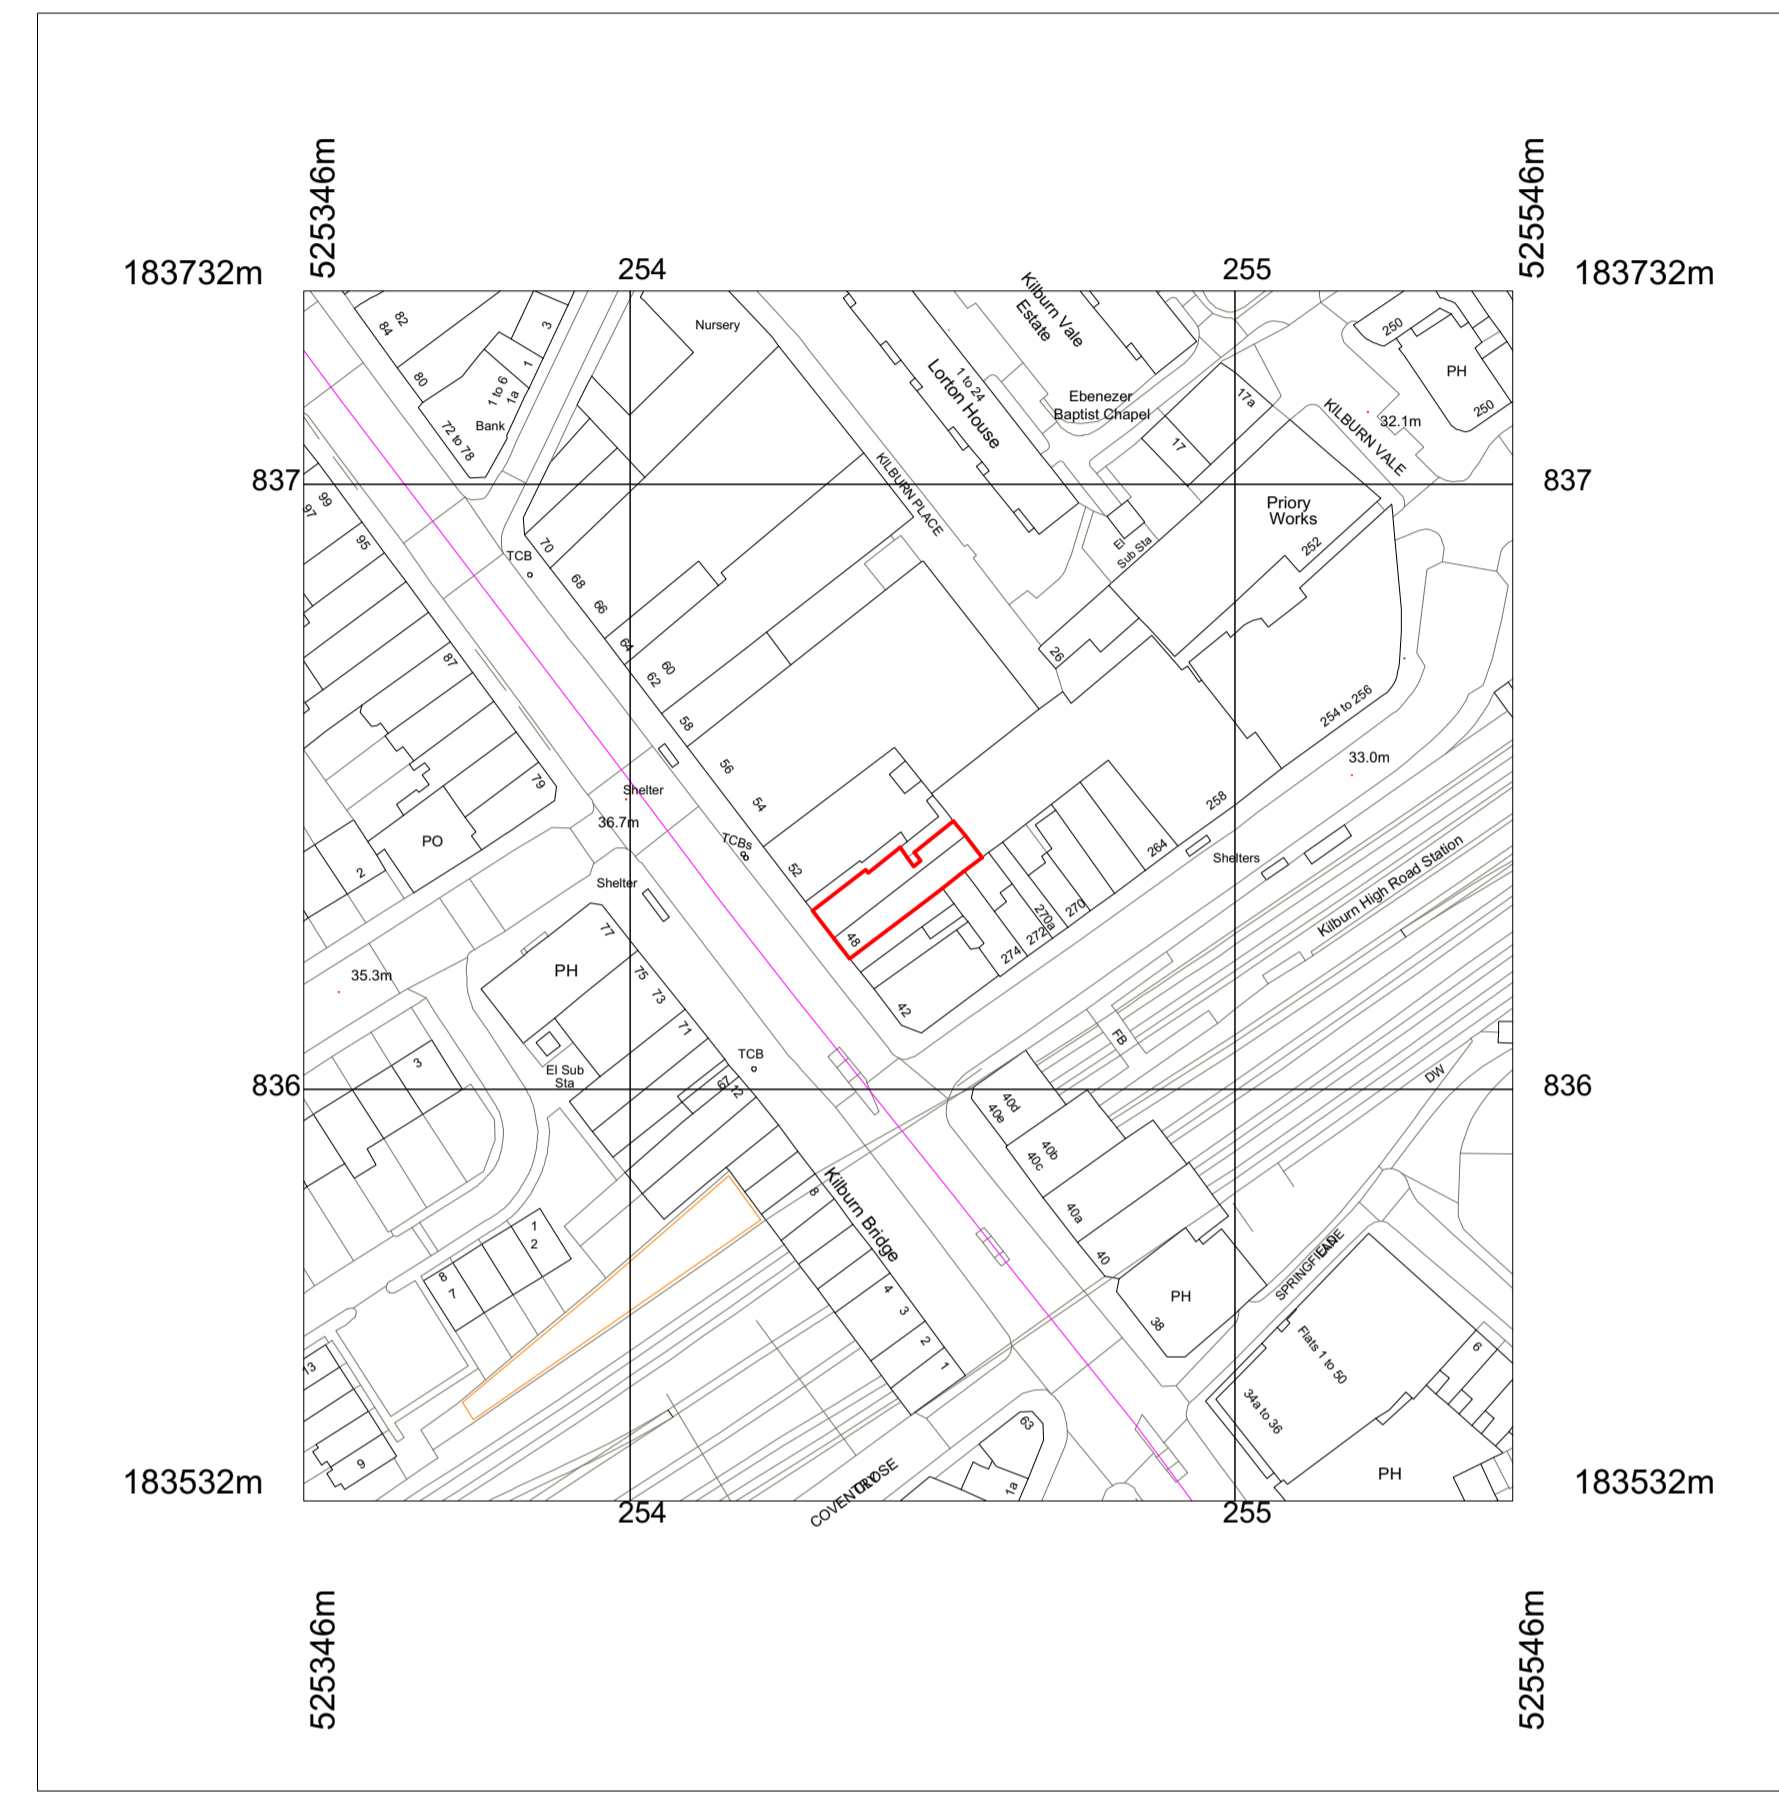 525346m
525546m
183732m
254
255
183732m
Nursery
Kilburn Vale
Estate
82
84
3
250
PH
80
1
1 to 6
1a
1 to 24
Lorton House
Ebenezer
Baptist Chapel
17a
250
72 to 78
Bank
17
KILBURN VALE
32.1m
837
837
99
97
KILBURN PLACE
Priory
Works
95
70
TCB
El
Sub Sta
252
68
66
64
60
62
87
26
58
254 to 256
56
33.0m
79
Shelter
54
258
36.7m
TCBs
PO
52
264
Shelters
2
Shelter
Kilburn High Road Station
77
48
270
270a
272
274
35.3m
PH
75
73
42
71
FB
3
El Sub
Sta
TCB
67
12
DW
836
836
40d
40e
40b
40c
8
Kilburn Bridge
40a
1
2
40
SPRINGFIELD
LANE
8
7
4
3
PH
38
2
1
Flats 1 to 50
6
13
34a to 36
63
9
1a
PH
COVENTRY
CLOSE
183532m
254
255
183532m
525346m
525546m